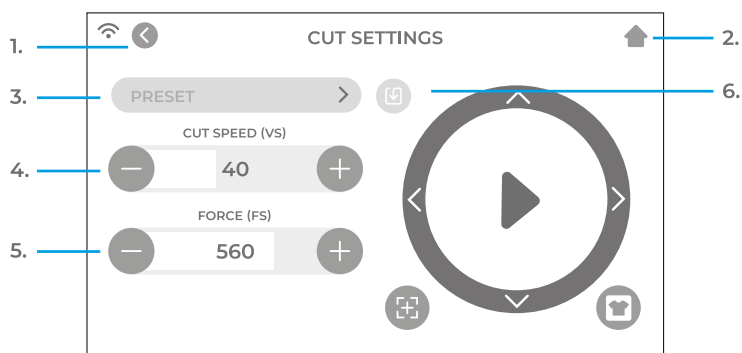 1.
CUT SETTINGS
2.
3.
PRESET
6.
CUT SPEED (VS)
4.
40
FORCE (FS)
5.
560